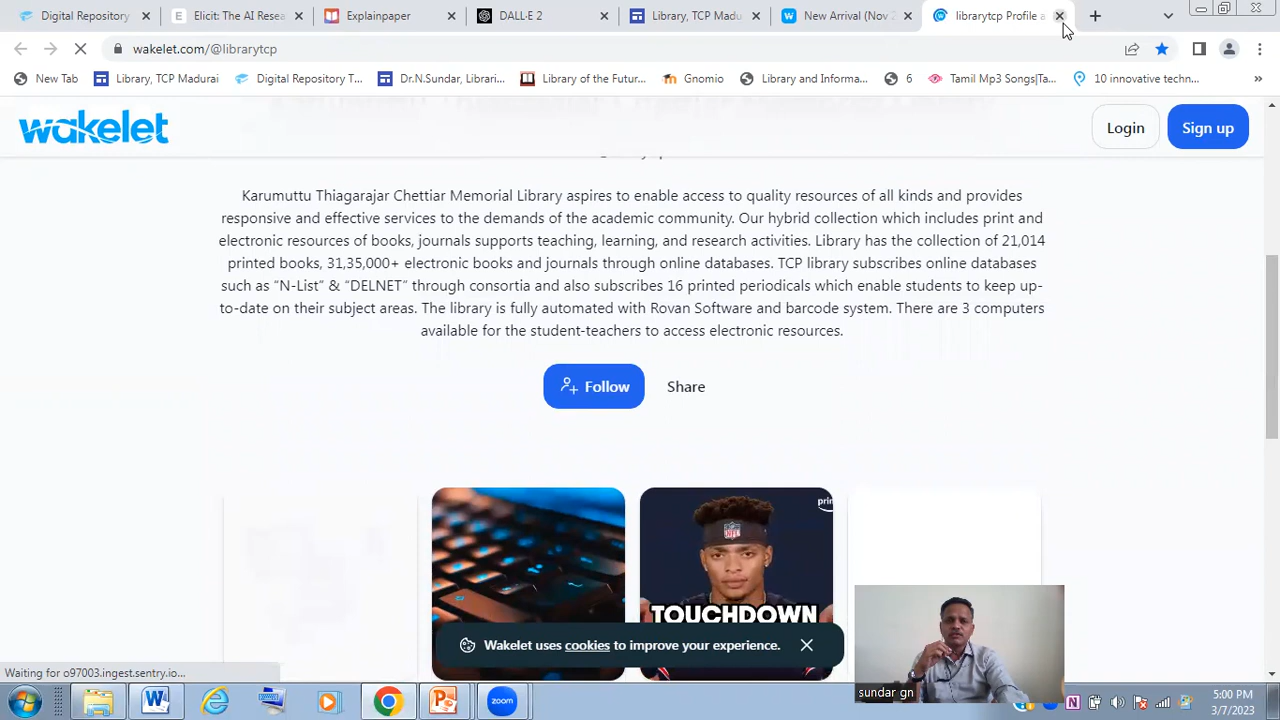 Digital Repository
Elicit: The AI Resea
Explainpaper
DALL·E 2
Library, TCP Madu
New Arrival (Nov 2
librarytcp Profile a
wakelet.com/@librarytcp
New Tab
Library, TCP Madurai
Digital Repository T...
Dr.N.Sundar, Librari...
Library of the Futur...
Gnomio
Library and Informa...
6
Tamil Mp3 Songs|Ta...
10 innovative techn...
»
wakelet
Login
Sign up
Karumuttu Thiagarajar Chettiar Memorial Library aspires to enable access to quality resources of all kinds and provides
responsive and effective services to the demands of the academic community. Our hybrid collection which includes print and
electronic resources of books, journals supports teaching, learning, and research activities. Library has the collection of 21,014
printed books, 31,35,000+ electronic books and journals through online databases. TCP library subscribes online databases
such as “N-List” & “DELNET” through consortia and also subscribes 16 printed periodicals which enable students to keep up-
to-date on their subject areas. The library is fully automated with Rovan Software and barcode system. There are 3 computers
available for the student-teachers to access electronic resources.
Follow
Share
prim
NFL
TOUCHDOWN
Wakelet uses cookies to improve your experience.
Waiting for o97003.ingest.sentry.io...
sundar gn
zoom
5:00 PM
3/7/2023